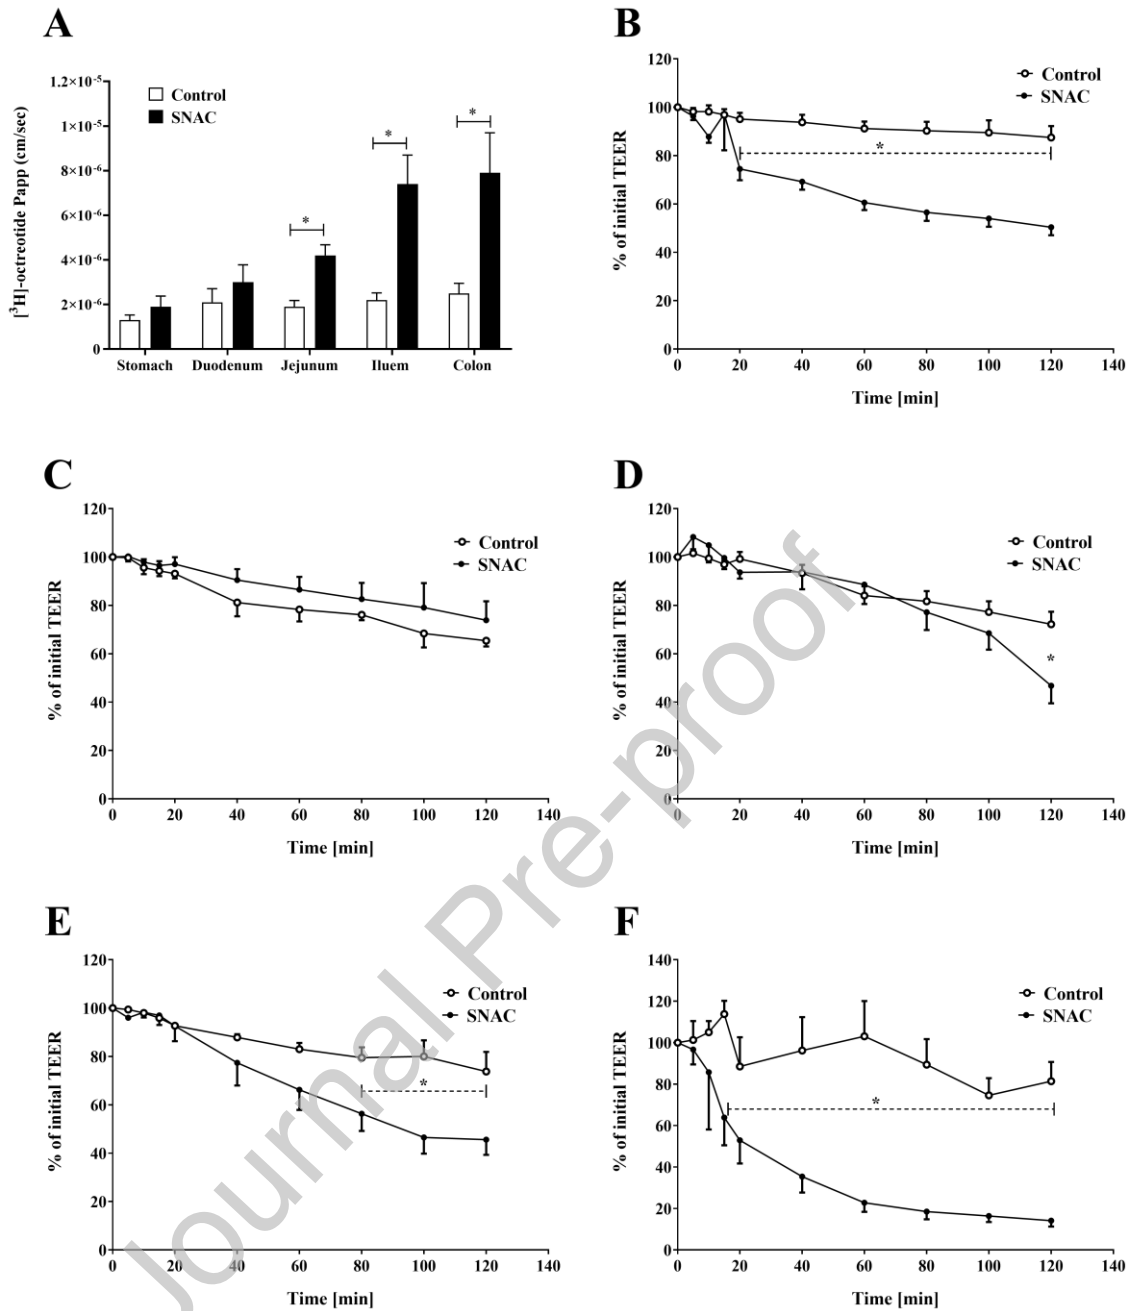 A
[³H]-octreotide Papp (cm/sec)
1.2×10⁻⁵
1×10⁻⁵
8×10⁻⁶
6×10⁻⁶
4×10⁻⁶
2×10⁻⁶
0
Control
SNAC
* * *
Stomach Duodenum Jejunum Iluem Colon
B
% of initial TEER
120
100
80
60
40
20
0
Control
SNAC
*
0 20 40 60 80 100 120 140
Time [min]
C
% of initial TEER
120
100
80
60
40
20
0
Control
SNAC
0 20 40 60 80 100 120 140
Time [min]
D
% of initial TEER
120
100
80
60
40
20
0
Control
SNAC
*
0 20 40 60 80 100 120 140
Time [min]
E
% of initial TEER
120
100
80
60
40
20
0
Control
SNAC
*
0 20 40 60 80 100 120 140
Time [min]
F
% of initial TEER
140
120
100
80
60
40
20
0
Control
SNAC
*
0 20 40 60 80 100 120 140
Time [min]
Journal Pre-proof